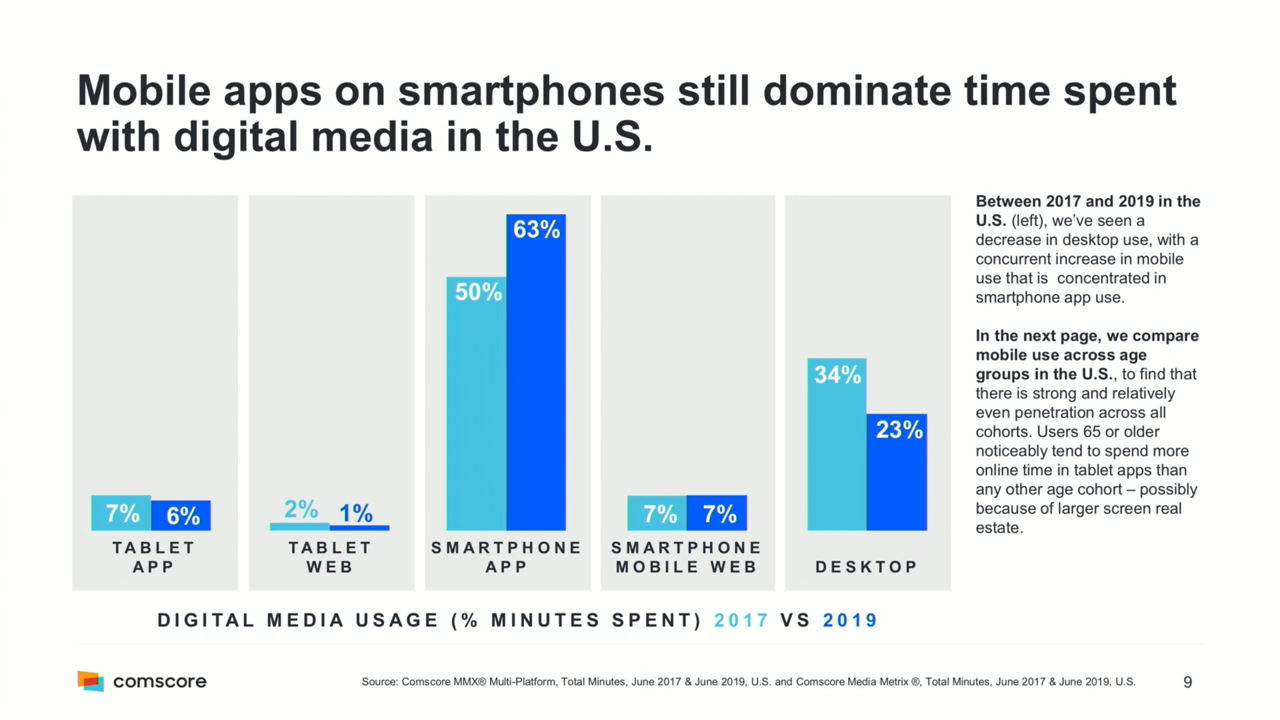 Mobile apps on smartphones still dominate time spent
with digital media in the U.S.
50%
63%
34%
23%
7%
6%
2%
1%
7%
7%
TABLET
APP
TABLET
WEB
SMARTPHONE
APP
SMARTPHONE
MOBILE WEB
DESKTOP
DIGITAL MEDIA USAGE (% MINUTES SPENT) 2017 VS 2019
Between 2017 and 2019 in the
U.S. (left), we’ve seen a
decrease in desktop use, with a
concurrent increase in mobile
use that is concentrated in
smartphone app use.
In the next page, we compare
mobile use across age
groups in the U.S., to find that
there is strong and relatively
even penetration across all
cohorts. Users 65 or older
noticeably tend to spend more
online time in tablet apps than
any other age cohort – possibly
because of larger screen real
estate.
comscore
Source: Comscore MMX® Multi-Platform, Total Minutes, June 2017 & June 2019, U.S. and Comscore Media Metrix ®, Total Minutes, June 2017 & June 2019, U.S.
9